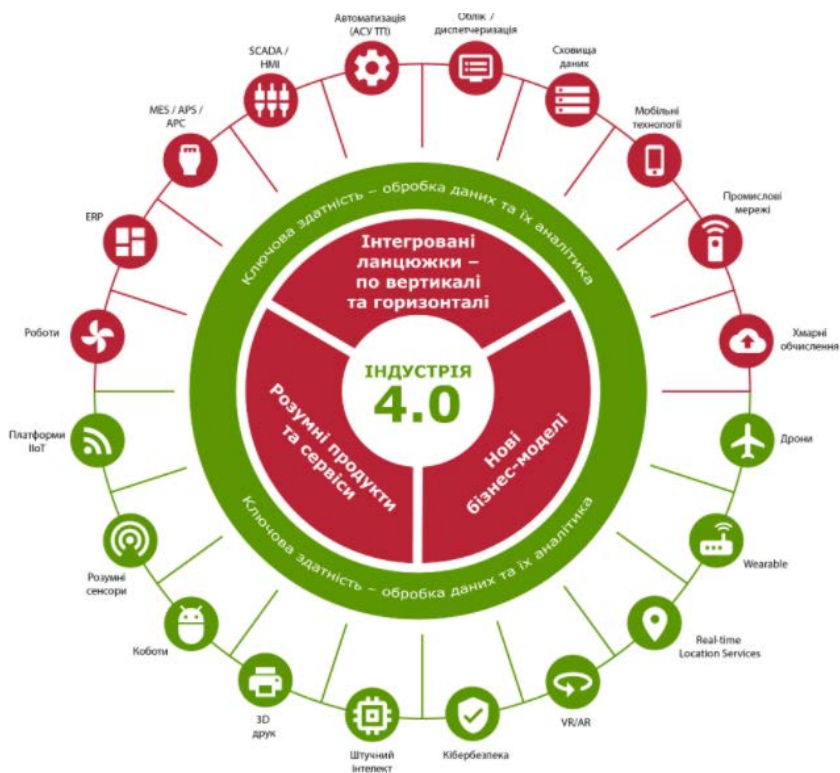 Автоматизація
(АСУ ТП)
Облік /
диспетчеризація
SCADA /
HMI
Сховища
даних
MES / APS /
APC
Мобільні
технології
ERP
Промислові
мережі
Роботи
Хмарні
обчислення
Ключова здатність – обробка даних та їх аналітика
Інтегровані
ланцюжки –
по вертикалі
та горизонталі
ІНДУСТРІЯ
4.0
Розумні продукти
та сервіси
Нові
бізнес-моделі
Ключова здатність – обробка даних та їх аналітика
Платформи
IIoT
Дрони
Розумні
сенсори
Wearable
Коботи
Real-time
Location Services
3D
друк
VR/AR
Штучний
інтелект
Кібербезпека